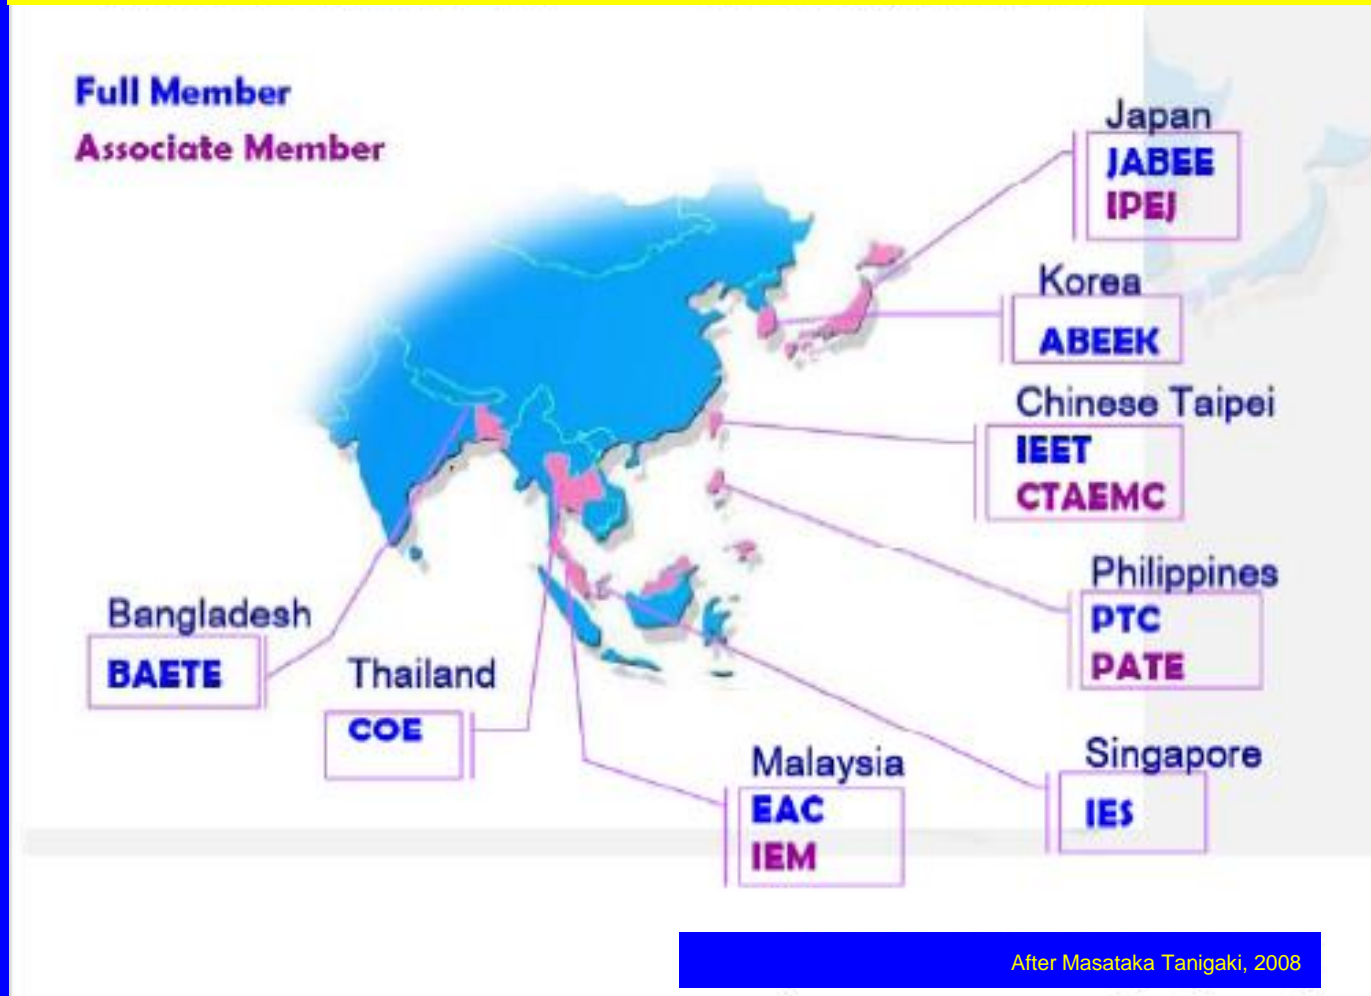 Full Member
Associate Member
Japan
JABEE
IPEJ
Korea
ABEEK
Chinese Taipei
IEET
CTAEMC
Philippines
PTC
PATE
Bangladesh
BAETE
Thailand
COE
Malaysia
EAC
IEM
Singapore
IES
After Masataka Tanigaki, 2008